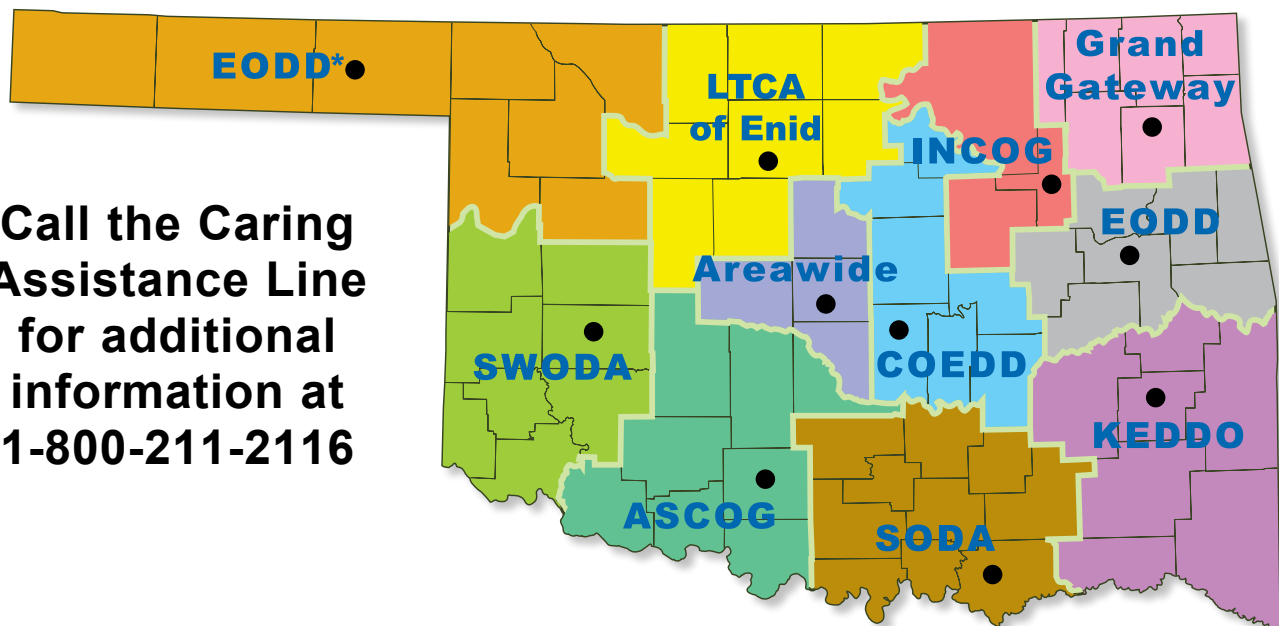 EODD*
LTCA
of Enid
Grand
Gateway
INCOG
EODD
Areawide
SWODA
COEDD
KEDDO
ASCOG
SODA
Call the Caring
Assistance Line
for additional
information at
1-800-211-2116